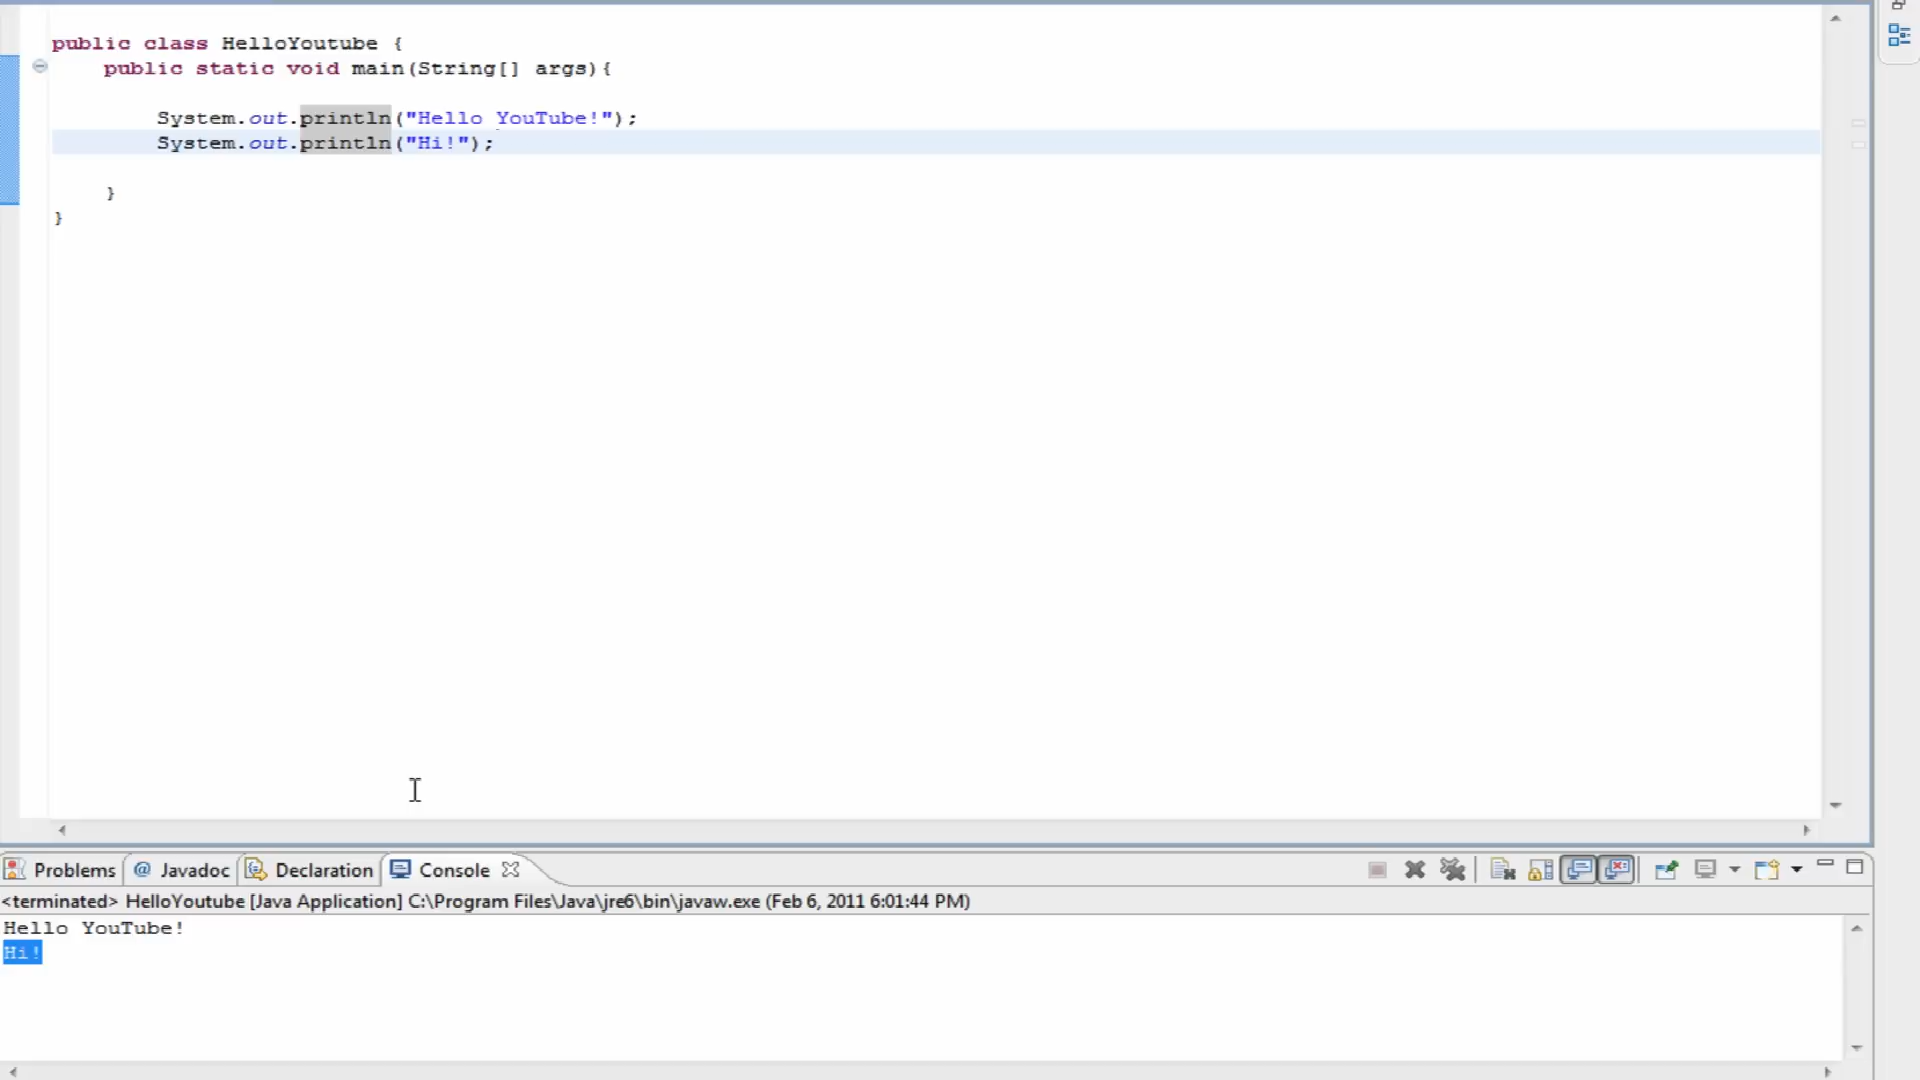 public class HelloYoutube {
public static void main(String[] args){
System.out.println("Hello YouTube!");
System.out.println("Hi!");
}
}
Problems @ Javadoc Declaration Console
<terminated> HelloYoutube [Java Application] C:\Program Files\Java\jre6\bin\javaw.exe (Feb 6, 2011 6:01:44 PM)
Hello YouTube!
Hi!